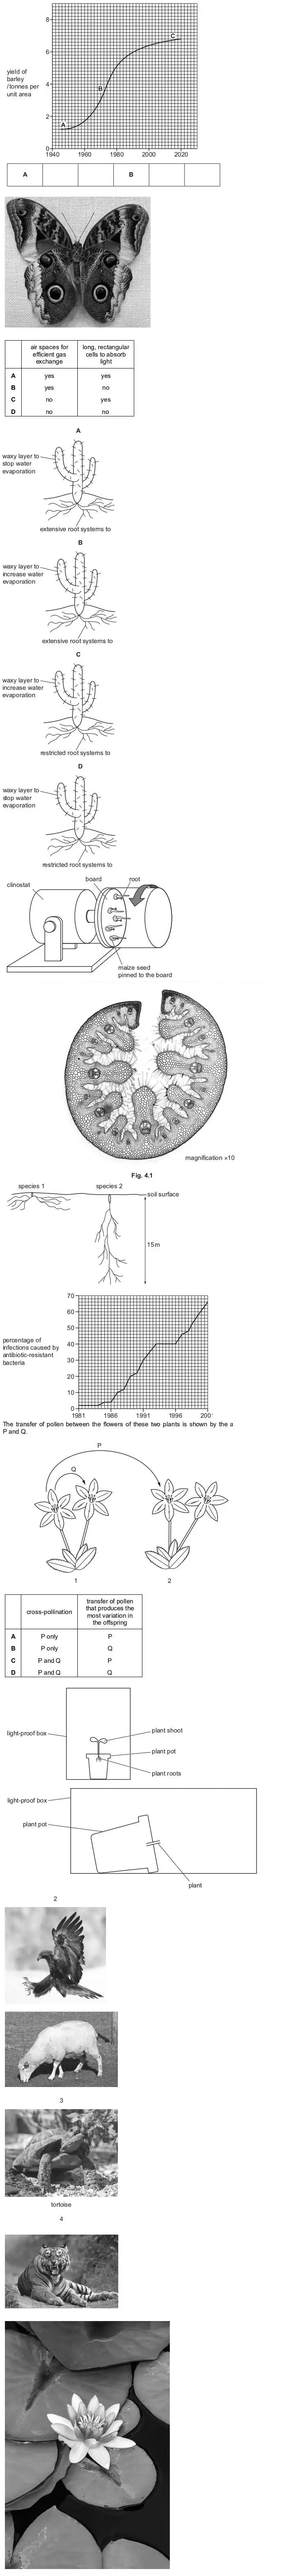 8
6
yield of
barley
/tonnes per
unit area
4
2
0
A
B
C
1940 1960 1980 2000 2020
A B
air spaces for
efficient gas
exchange
long, rectangular
cells to absorb
light
A yes yes
B yes no
C no yes
D no no
A
waxy layer to
stop water
evaporation
extensive root systems to
B
waxy layer to
increase water
evaporation
extensive root systems to
C
waxy layer to
increase water
evaporation
restricted root systems to
D
waxy layer to
stop water
evaporation
restricted root systems to
clinostat
board
root
maize seed
pinned to the board
magnification ×10
Fig. 4.1
species 1 species 2
soil surface
15m
70
60
50
percentage of
infections caused by
antibiotic-resistant
bacteria
40
30
20
10
0
1981 1986 1991 1996 200
The transfer of pollen between the flowers of these two plants is shown by the a
P and Q.
P
Q
1 2
cross-pollination
transfer of pollen
that produces the
most variation in
the offspring
A P only P
B P only Q
C P and Q P
D P and Q Q
light-proof box
plant shoot
plant pot
plant roots
light-proof box
plant pot
plant
2
3
tortoise
4